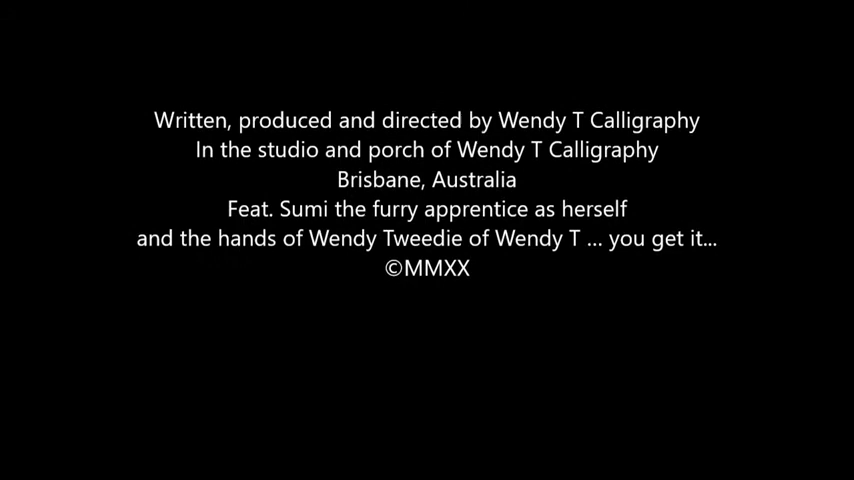 Written, produced and directed by Wendy T Calligraphy
In the studio and porch of Wendy T Calligraphy
Brisbane, Australia
Feat. Sumi the furry apprentice as herself
and the hands of Wendy Tweedie of Wendy T ... you get it...
©MMXX